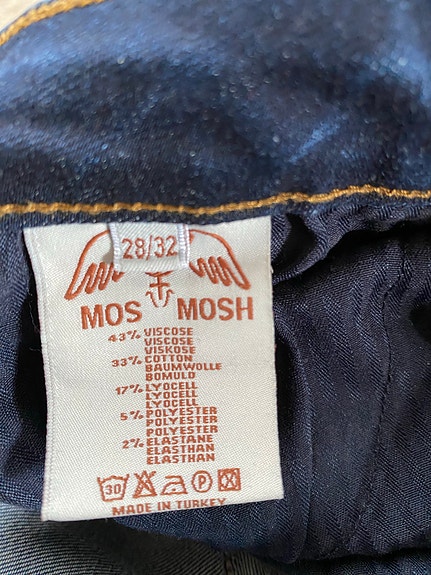 28/32
MOS MOSH
43% VISCOSE
VISCOSE
VISKOSE
33% COTTON
BAUMWOLLE
BOMULD
17% LYOCELL
LYOCELL
LYOCELL
5% POLYESTER
POLYESTER
POLYESTER
2% ELASTANE
ELASTHAN
ELASTHAN
30 P
MADE IN TURKEY